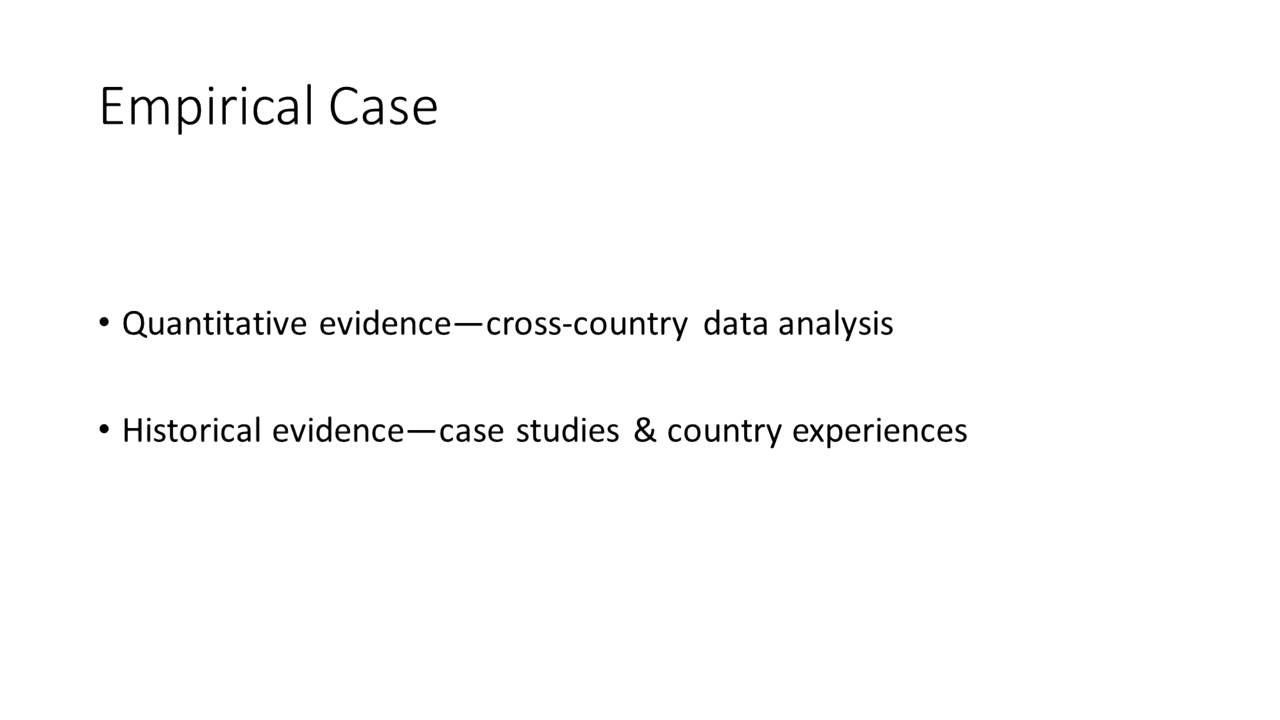 Empirical Case
• Quantitative evidence—cross-country data analysis
• Historical evidence—case studies & country experiences